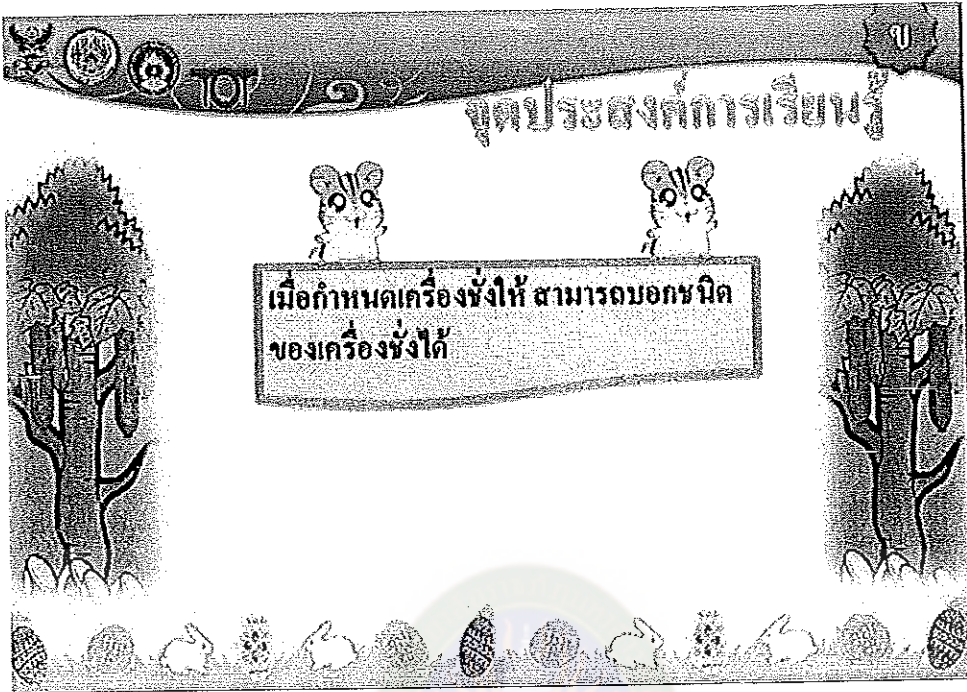 ข
จุดประสงค์การเรียนรู้
เมื่อกำหนดเครื่องชั่งให้ สามารถบอกชนิด
ของเครื่องชั่งได้